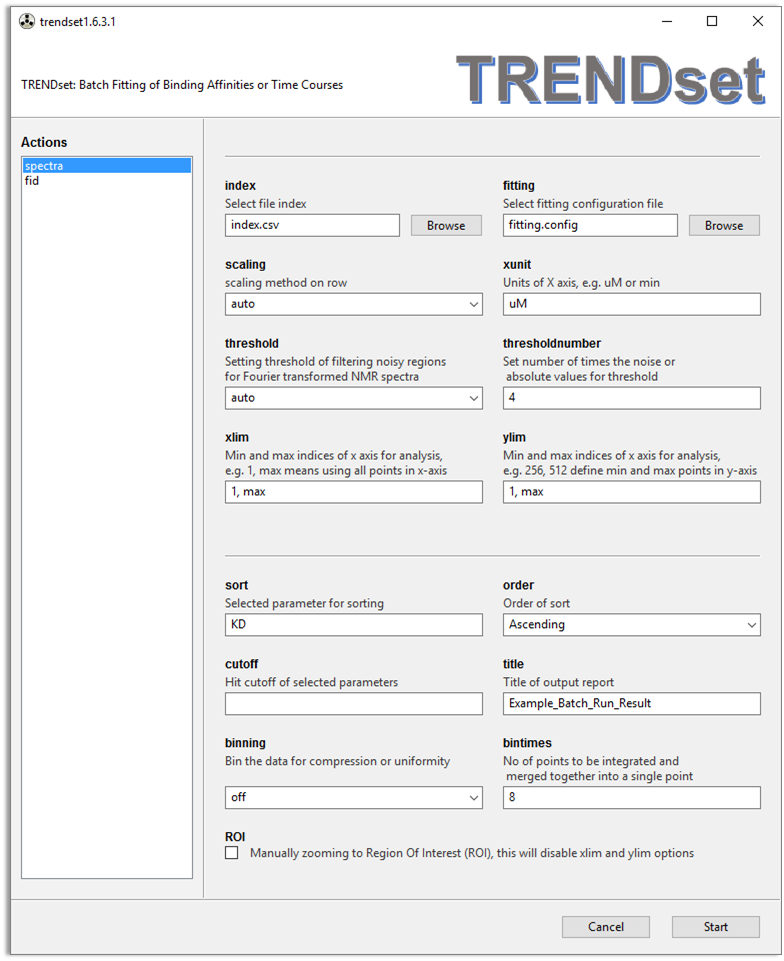 trendset1.6.3.1
TRENDset: Batch Fitting of Binding Affinities or Time Courses
TRENDset
Actions
spectra
fid
index
Select file index
index.csv
Browse
fitting
Select fitting configuration file
fitting.config
Browse
scaling
scaling method on row
auto
xunit
Units of X axis, e.g. uM or min
uM
threshold
Setting threshold of filtering noisy regions
for Fourier transformed NMR spectra
auto
thresholdnumber
Set number of times the noise or
absolute values for threshold
4
xlim
Min and max indices of x axis for analysis,
e.g. 1, max means using all points in x-axis
1, max
ylim
Min and max indices of x axis for analysis,
e.g. 256, 512 define min and max points in y-axis
1, max
sort
Selected parameter for sorting
KD
order
Order of sort
Ascending
cutoff
Hit cutoff of selected parameters
title
Title of output report
Example_Batch_Run_Result
binning
Bin the data for compression or uniformity
off
bintimes
No of points to be integrated and
merged together into a single point
8
ROI
Manually zooming to Region Of Interest (ROI), this will disable xlim and ylim options
Cancel
Start